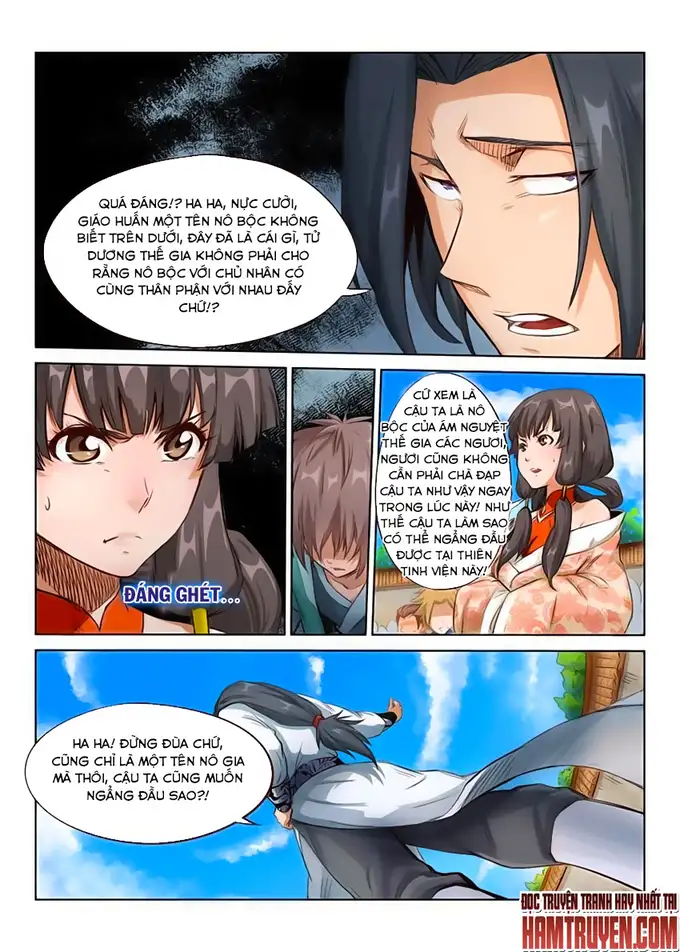 QUÁ ĐÁNG!? HA HA, NỰC CƯỜI,
GIÁO HUẤN MỘT TÊN NÔ BỘC KHÔNG
BIẾT TRÊN DƯỚI, ĐÂY ĐÃ LÀ CÁI GÌ, TỬ
DƯƠNG THẾ GIA KHÔNG PHẢI CHO
RẰNG NÔ BỘC VỚI CHỦ NHÂN CÓ
CÙNG THÂN PHẬN VỚI NHAU ĐẤY
CHỨ!?
ĐÁNG GHÉT...
CỨ XEM LÀ
CẬU TA LÀ NÔ
BỘC CỦA ÁM NGUYỆT
THẾ GIA CÁC NGƯƠI,
NGƯƠI CŨNG KHÔNG
CẦN PHẢI CHÀ ĐẠP
CẬU TA NHƯ VẬY NGAY
TRONG LÚC NÀY! NHƯ
THẾ CẬU TA LÀM SAO
CÓ THỂ NGẨNG ĐẦU
ĐƯỢC TẠI THIÊN
TINH VIỆN NÀY!
HA HA! ĐỪNG ĐÙA CHỨ,
CŨNG CHỈ LÀ MỘT TÊN NÔ GIA
MÀ THÔI, CẬU TA CŨNG MUỐN
NGẨNG ĐẦU SAO?!
ĐỌC TRUYỆN TRANH HAY NHẤT TẠI
HAMTRUYEN.COM